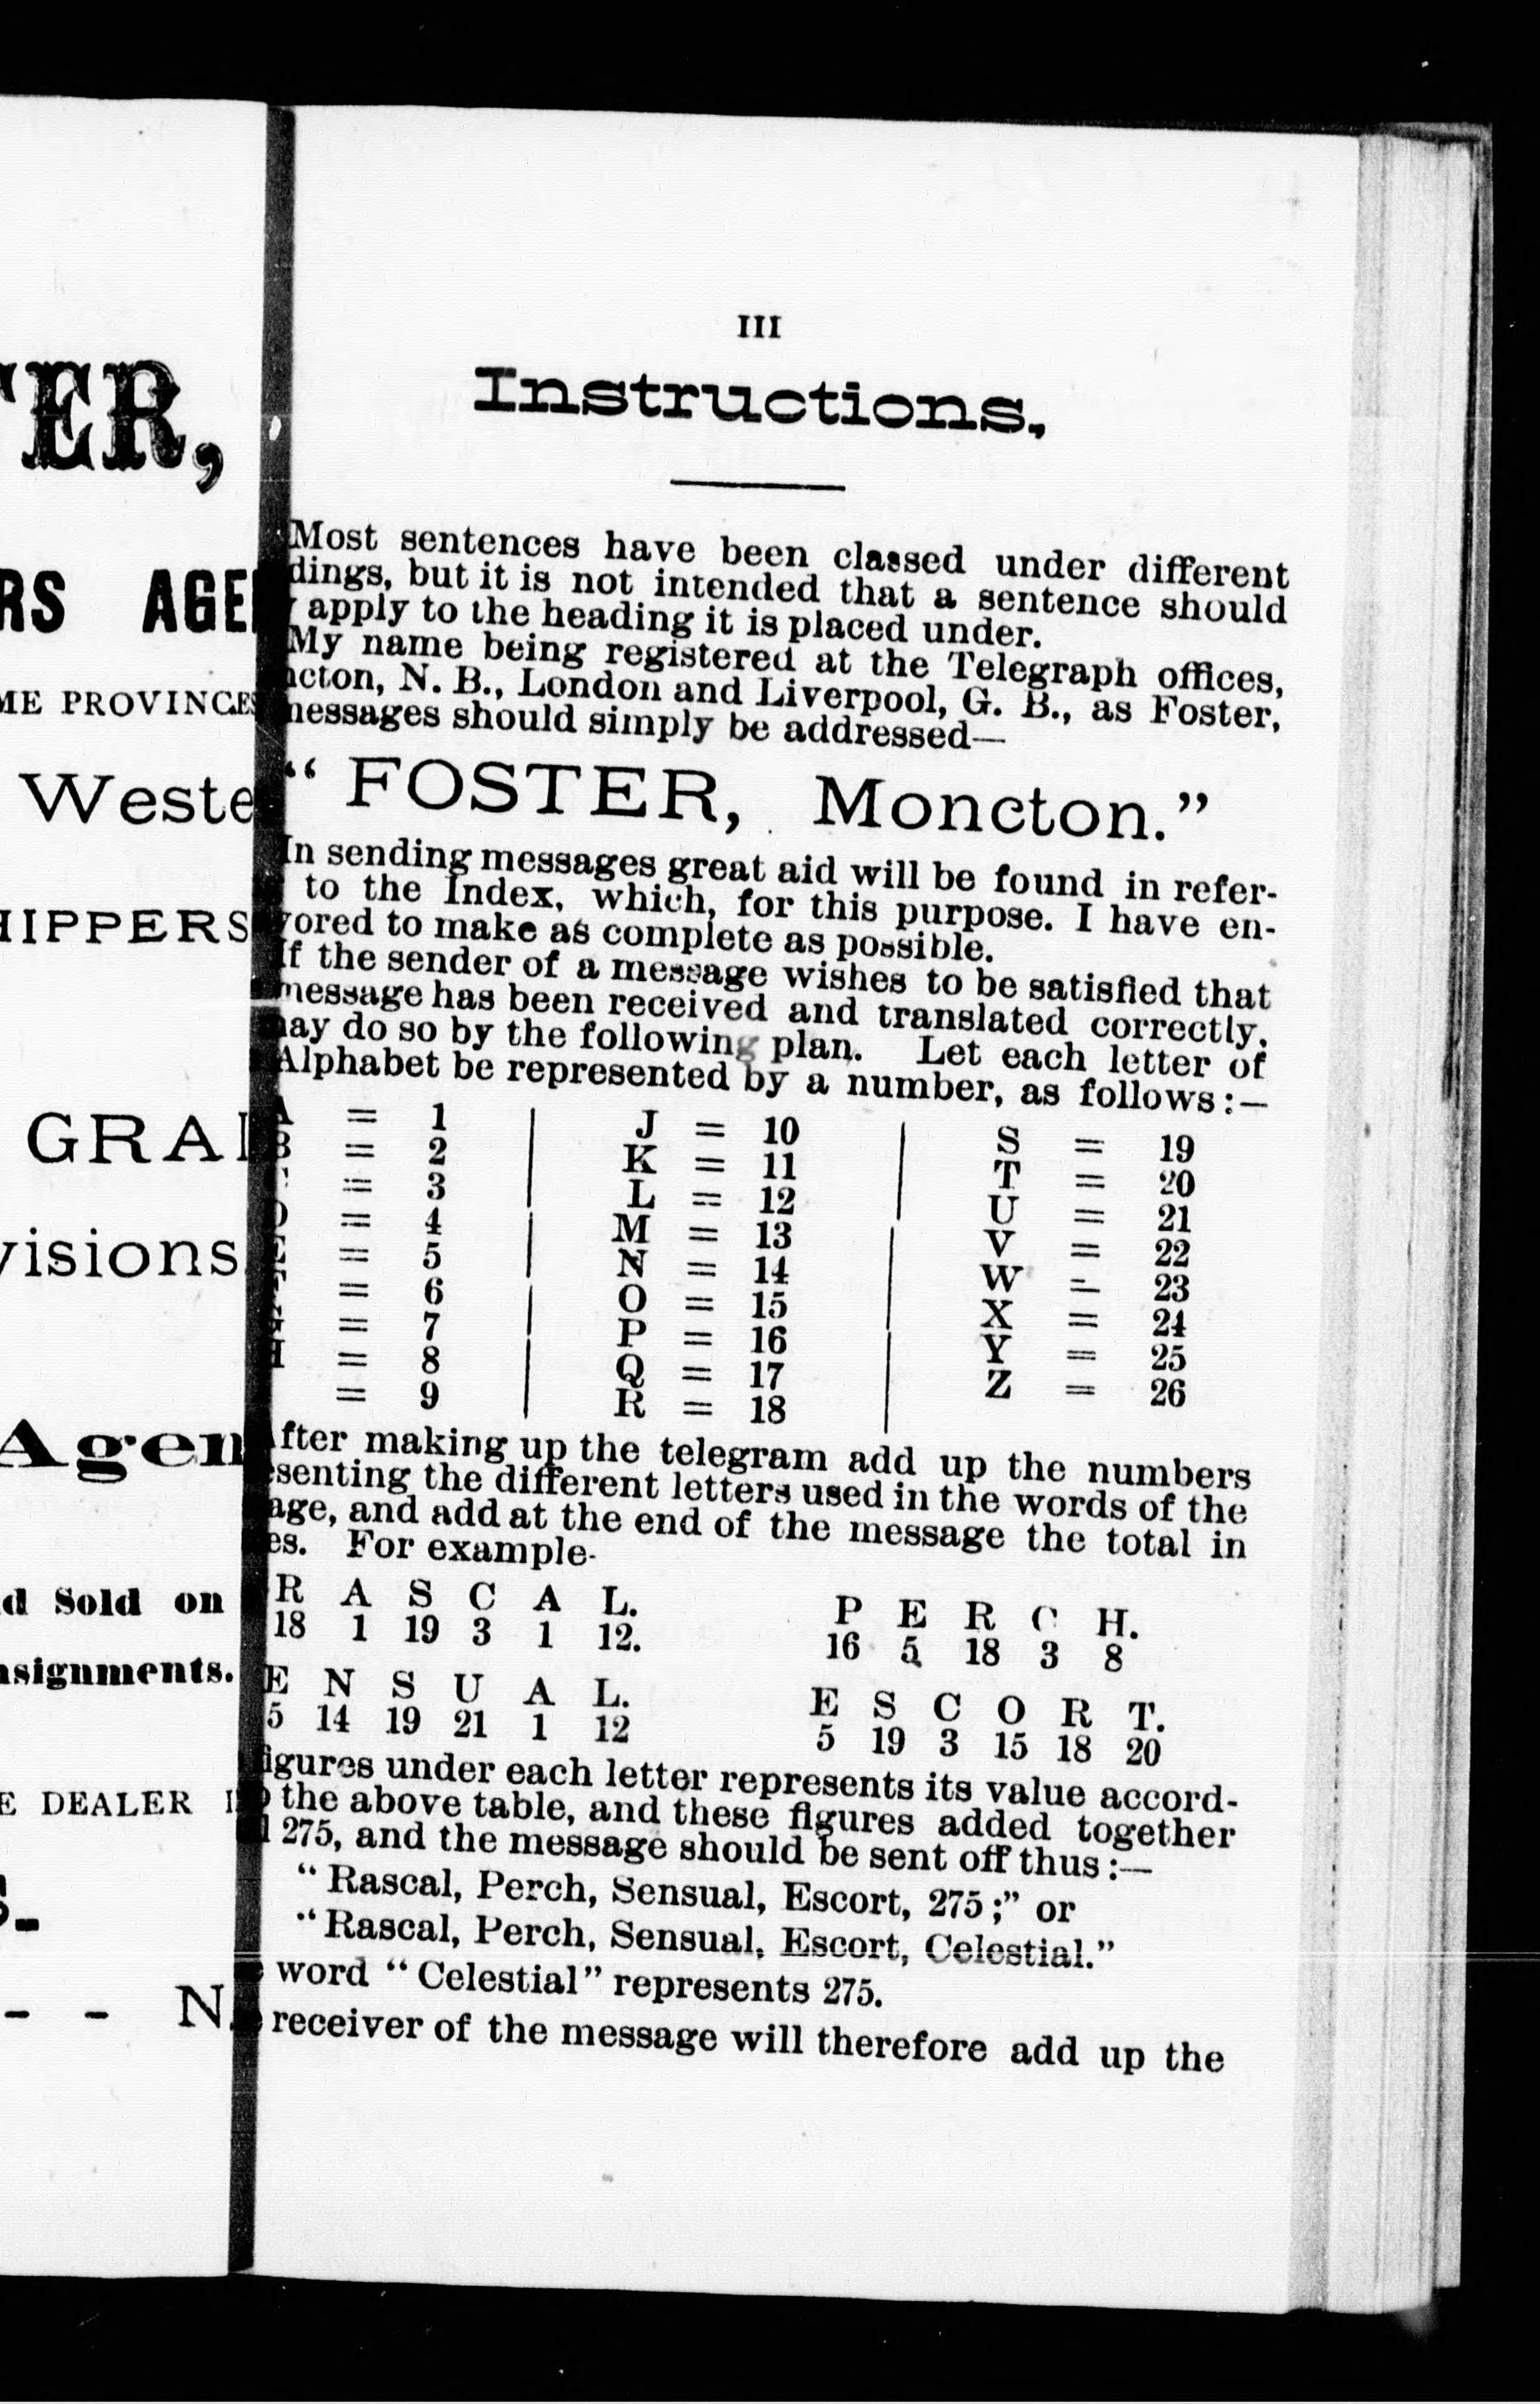 TER,
RS AGE
ME PROVINCES
Weste
HIPPERS
GRAI
visions
Agen
d Sold on
nsignments.
E DEALER I
S.
- - N.
III
Instructions,
Most sentences have been classed under different
dings, but it is not intended that a sentence should
apply to the heading it is placed under.
My name being registered at the Telegraph offices,
ncton, N. B., London and Liverpool, G. B., as Foster,
nessages should simply be addressed—
“ FOSTER, Moncton.”
In sending messages great aid will be found in refer-
to the Index, which, for this purpose. I have en-
vored to make as complete as possible.
If the sender of a message wishes to be satisfied that
message has been received and translated correctly.
may do so by the following plan. Let each letter of
Alphabet be represented by a number, as follows :—
A = 1 | J = 10 | S = 19
B = 2 | K = 11 | T = 20
= 3 | L = 12 | U = 21
D = 4 | M = 13 | V = 22
E = 5 | N = 14 | W = 23
F = 6 | O = 15 | X = 24
G = 7 | P = 16 | Y = 25
H = 8 | Q = 17 | Z = 26
= 9 | R = 18 |
After making up the telegram add up the numbers
esenting the different letters used in the words of the
age, and add at the end of the message the total in
es. For example-
R A S C A L. P E R C H.
18 1 19 3 1 12. 16 5 18 3 8
E N S U A L. E S C O R T.
5 14 19 21 1 12 5 19 3 15 18 20
figures under each letter represents its value accord-
o the above table, and these figures added together
l 275, and the message should be sent off thus :—
“ Rascal, Perch, Sensual, Escort, 275 ;” or
“ Rascal, Perch, Sensual, Escort, Celestial.”
word “ Celestial ” represents 275.
receiver of the message will therefore add up the